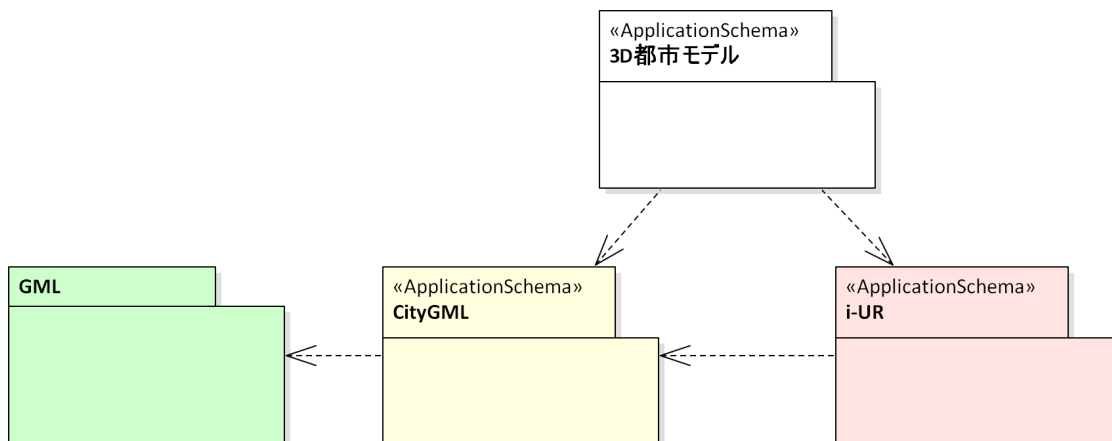 «ApplicationSchema»
3D都市モデル
GML
«ApplicationSchema»
CityGML
«ApplicationSchema»
i-UR